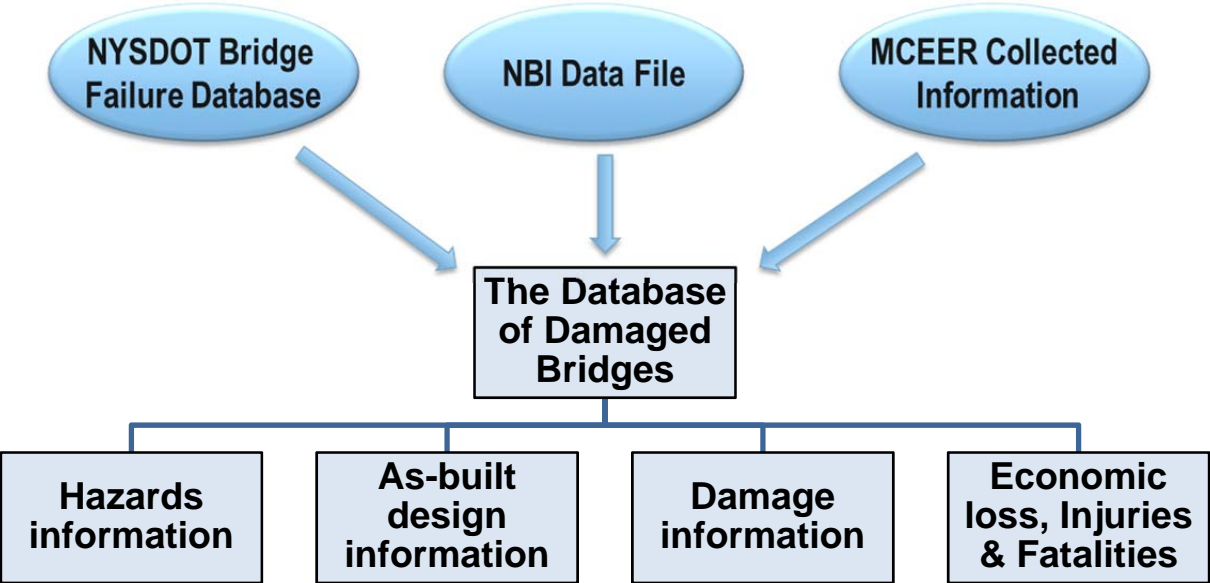 NYSDOT Bridge
Failure Database
NBI Data File
MCEER Collected
Information
The Database
of Damaged
Bridges
Hazards
information
As-built
design
information
Damage
information
Economic
loss, Injuries
& Fatalities